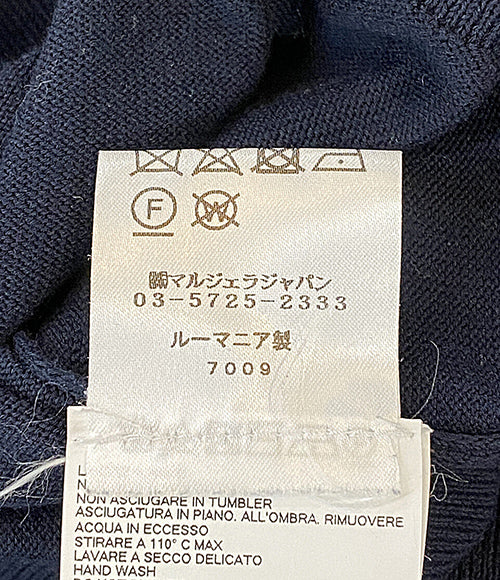 F W
㈱マルジェラジャパン
03-5725-2333
ルーマニア製
7009
NON ASCIUGARE IN TUMBLER
ASCIUGATURA IN PIANO. ALL'OMBRA. RIMUOVERE
ACQUA IN ECCESSO
STIRARE A 110° C MAX
LAVARE A SECCO DELICATO
HAND WASH